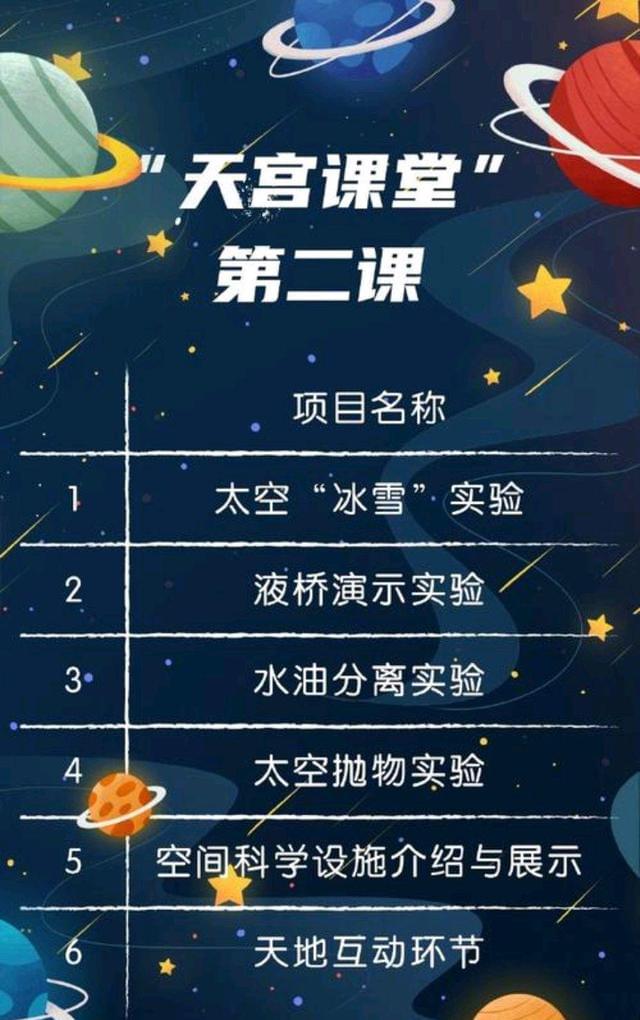 “天宫课堂”
第二课
项目名称
1 太空“冰雪”实验
2 液桥演示实验
3 水油分离实验
4 太空抛物实验
5 空间科学设施介绍与展示
6 天地互动环节